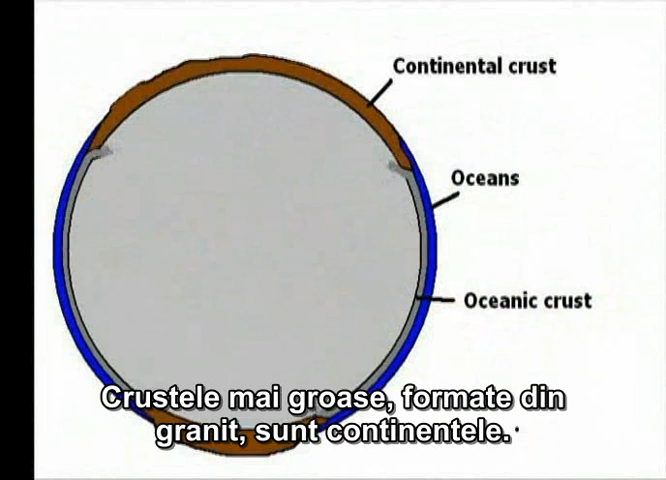 Continental crust
Oceans
Oceanic crust
Crustele mai groase, formate din
granit, sunt continentele.